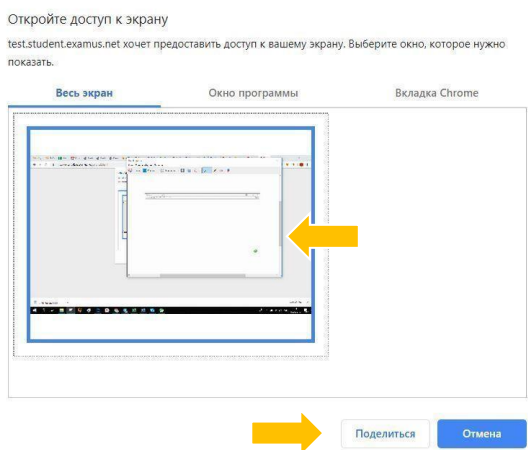 Откройте доступ к экрану
test.student.examus.net хочет предоставить доступ к вашему экрану. Выберите окно, которое нужно
показать.
Весь экран Окно программы Вкладка Chrome
Поделиться Отмена